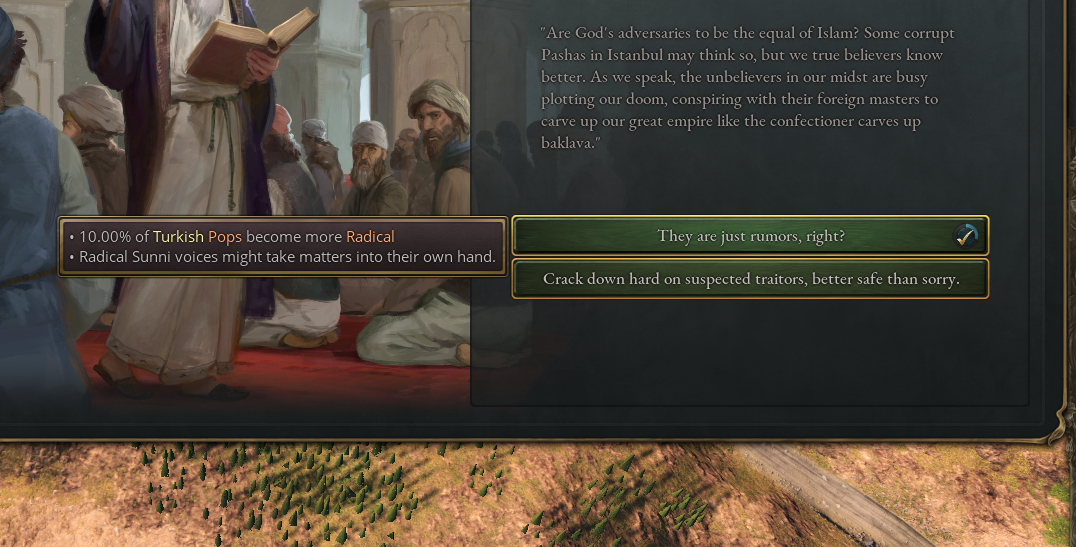 "Are God's adversaries to be the equal of Islam? Some corrupt
Pashas in Istanbul may think so, but we true believers know
better. As we speak, the unbelievers in our midst are busy
plotting our doom, conspiring with their foreign masters to
carve up our great empire like the confectioner carves up
baklava."
They are just rumors, right?
• 10.00% of Turkish Pops become more Radical
• Radical Sunni voices might take matters into their own hand.
Crack down hard on suspected traitors, better safe than sorry.